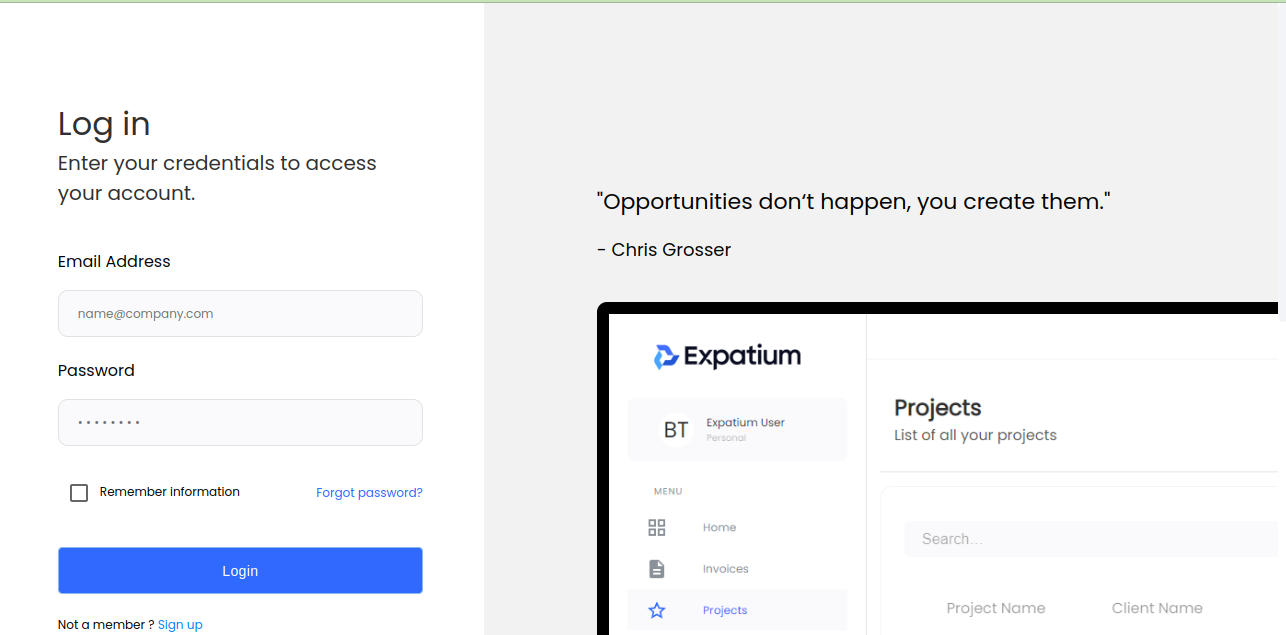 Log in
Enter your credentials to access
your account.
Email Address
name@company.com
Password
••••••••
Remember information
Forgot password?
Login
Not a member ? Sign up
"Opportunities don’t happen, you create them."
- Chris Grosser
Expatium
BT
Expatium User
Personal
MENU
Home
Invoices
Projects
Projects
List of all your projects
Search...
Project Name
Client Name